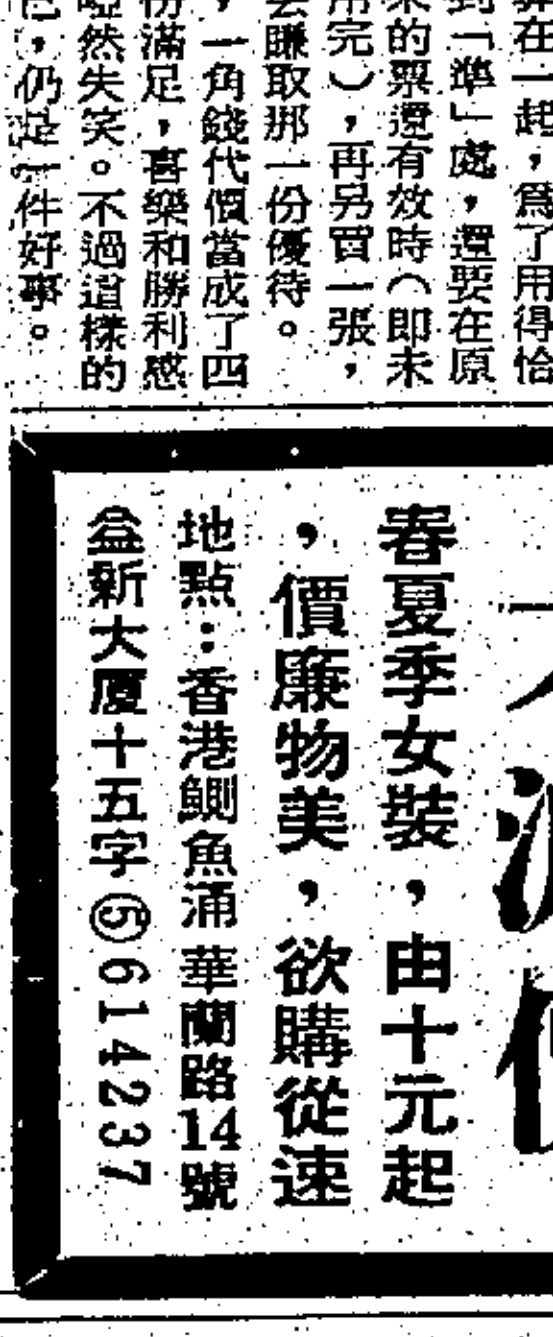 算在一起，爲了用得恰
到「準」處，還要在原
來的票還有效時（即未
用完），再另買一張，
去賺取那一份優待。
，一角錢代價當成了四
份滿足，喜樂和勝利感
啞然失笑。不過這樣的
已，仍是一件好事。
大減價
春夏季女裝，由十元起
，價廉物美，欲購從速
地點：香港鰂魚涌華蘭路14號
益新大厦十五字⑤614237